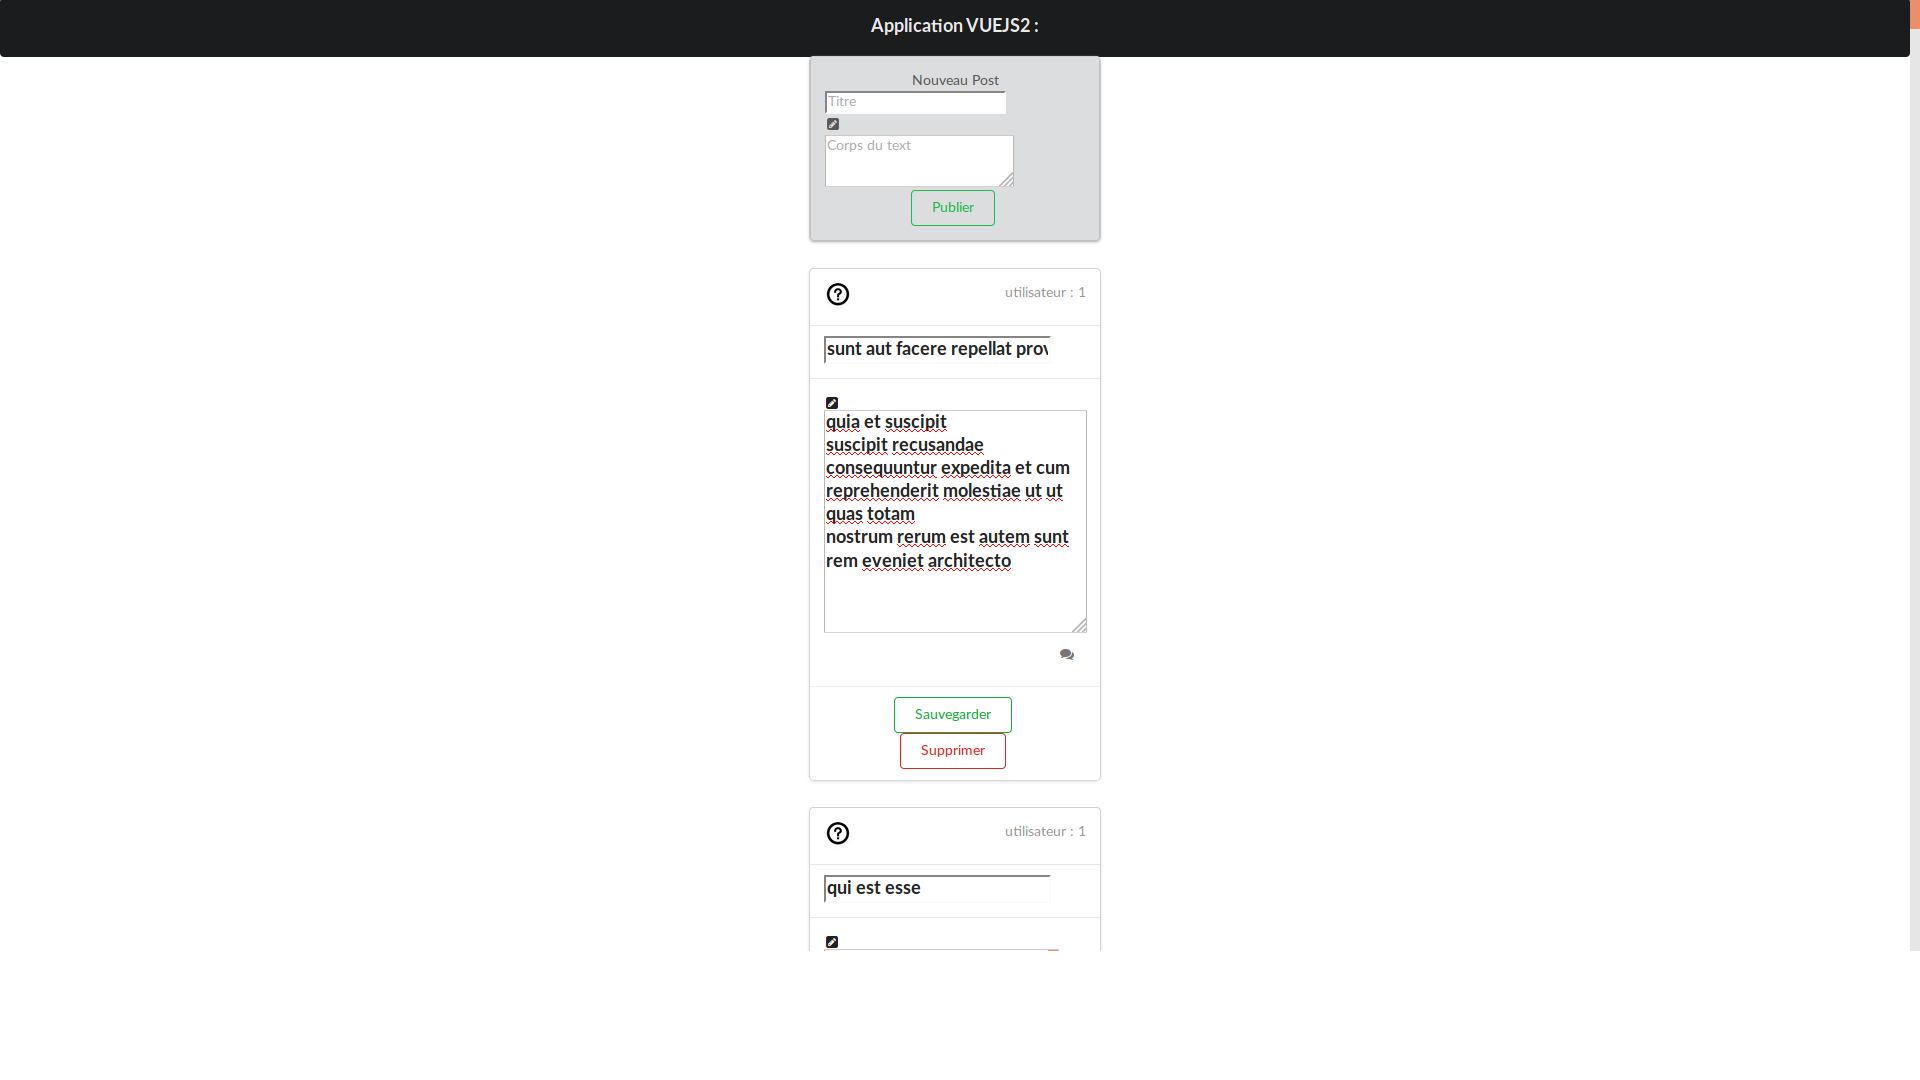 Application VUEJS2 :
Nouveau Post
Titre
Corps du text
Publier
utilisateur : 1
sunt aut facere repellat
quia et suscipit
suscipit recusandae
consequuntur expedita et cum
reprehenderit molestiae ut ut
quas totam
nostrum rerum est autem sunt
rem eveniet architecto
Sauvegarder
Supprimer
utilisateur : 1
qui est esse